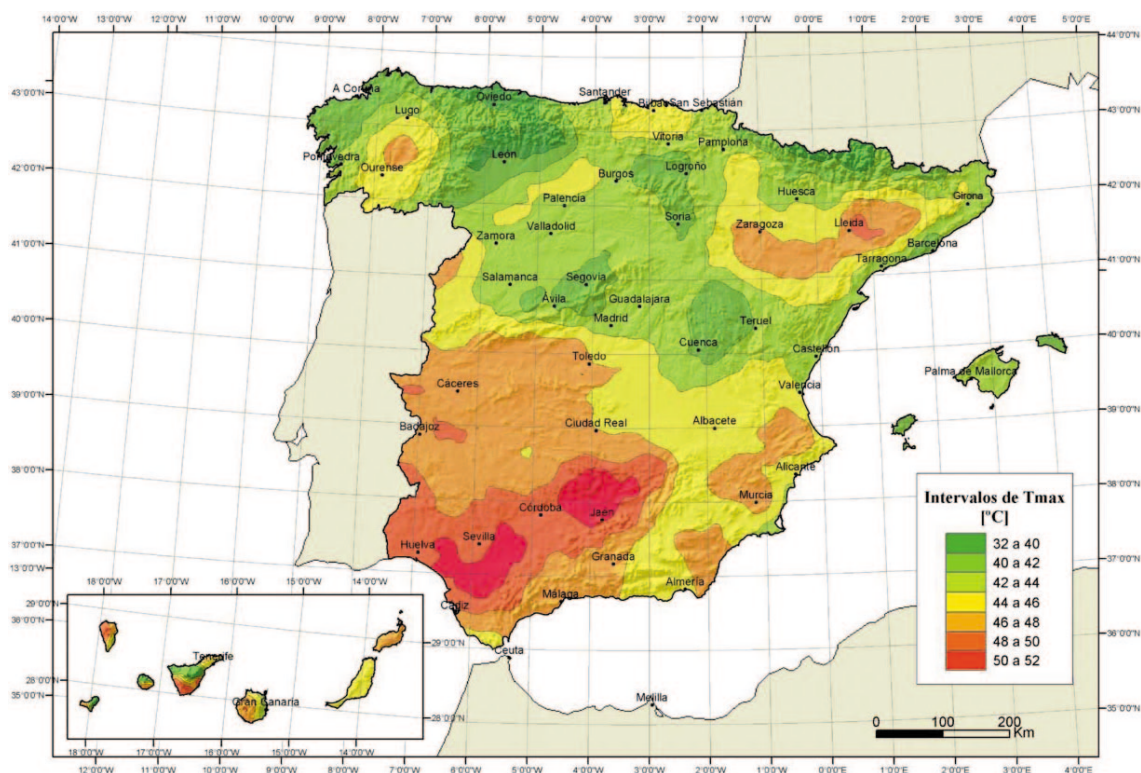 14°0'0"W 13°0'0"W 12°0'0"W 11°0'0"W 10°0'0"W 9°0'0"W 8°0'0"W 7°0'0"W 6°0'0"W 5°0'0"W 4°0'0"W 3°0'0"W 2°0'0"W 1°0'0"W 0°0'0"E 1°0'0"E 2°0'0"E 3°0'0"E 4°0'0"E 5°0'0"E
44°0'0"N
43°0'0"N
43°0'0"N
42°0'0"N
42°0'0"N
41°0'0"N
41°0'0"N
40°0'0"N
40°0'0"N
39°0'0"N
39°0'0"N
38°0'0"N
38°0'0"N
37°0'0"N
37°0'0"N
36°0'0"N
36°0'0"N
35°0'0"N
35°0'0"N
A Coruña
Lugo
Oviedo
Santander
Bilbao
San Sebastián
Vitoria
Pamplona
Pontevedra
Ourense
León
Burgos
Logroño
Huesca
Girona
Palencia
Soria
Zaragoza
Lleida
Zamora
Valladolid
Barcelona
Tarragona
Salamanca
Segovia
Ávila
Guadalajara
Madrid
Teruel
Cuenca
Castellón
Toledo
Palma de Mallorca
Cáceres
Valencia
Badajoz
Ciudad Real
Albacete
Alicante
Murcia
Córdoba
Jaén
Huelva
Sevilla
Granada
Málaga
Almería
Cádiz
Ceuta
Melilla
Intervalos de Tmax
[°C]
32 a 40
40 a 42
42 a 44
44 a 46
46 a 48
48 a 50
50 a 52
0 100 200
Km
13°0'0"W
18°0'0"W 17°0'0"W 16°0'0"W 15°0'0"W 14°0'0"W
29°0'0"N
29°0'0"N
28°0'0"N
28°0'0"N
Tenerife
Gran Canaria
18°0'0"W 17°0'0"W 16°0'0"W 15°0'0"W 14°0'0"W
12°0'0"W 11°0'0"W 10°0'0"W 9°0'0"W 8°0'0"W 7°0'0"W 6°0'0"W 5°0'0"W 4°0'0"W 3°0'0"W 2°0'0"W 1°0'0"W 0°0'0"E 1°0'0"E 2°0'0"E 3°0'0"E 4°0'0"E